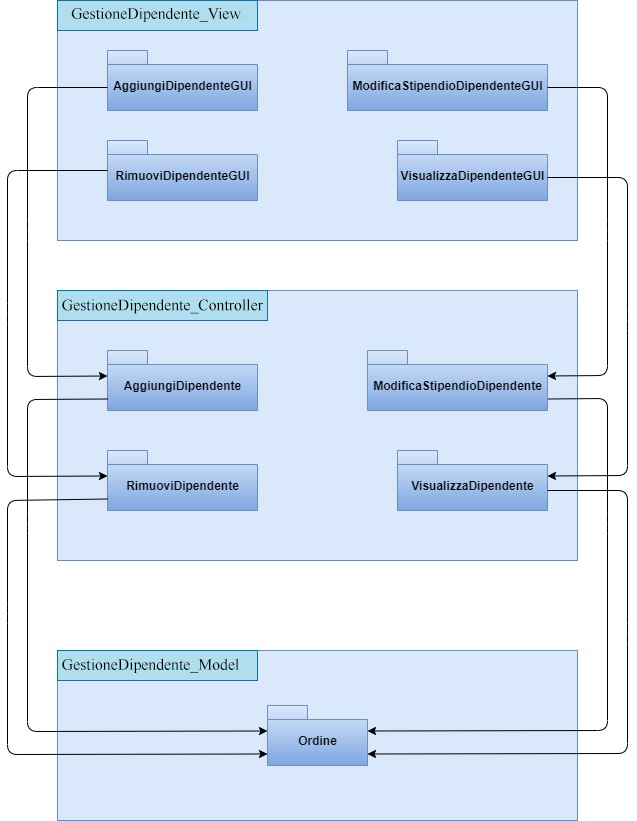 GestioneDipendente_View
AggiungiDipendenteGUI
ModificaStipendioDipendenteGUI
RimuoviDipendenteGUI
VisualizzaDipendenteGUI
GestioneDipendente_Controller
AggiungiDipendente
ModificaStipendioDipendente
RimuoviDipendente
VisualizzaDipendente
GestioneDipendente_Model
Ordine